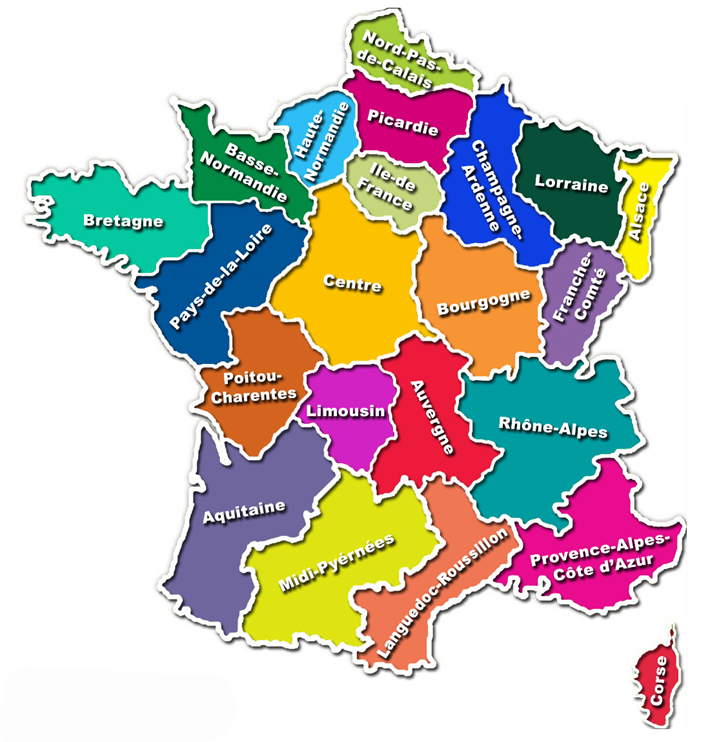 Nord-Pas-
de-Calais
Picardie
Haute-
Normandie
Basse-
Normandie
Ile-de
France
Champagne-
Ardenne
Lorraine
Alsace
Bretagne
Pays-de-la-Loire
Centre
Bourgogne
Franche-
Comté
Poitou-
Charentes
Limousin
Auvergne
Rhône-Alpes
Aquitaine
Midi-Pyérnées
Languedoc-Roussillon
Provence-Alpes-
Côte d'Azur
Corse